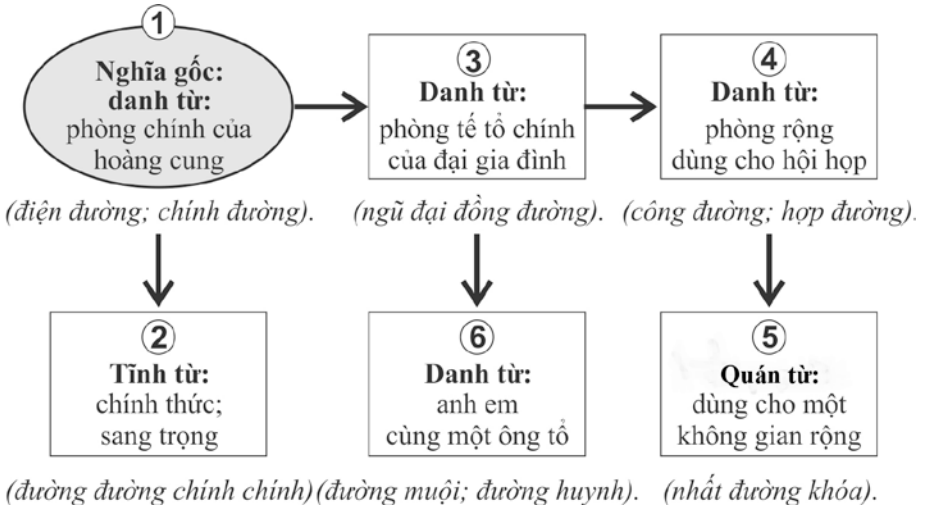 ①
Nghĩa gốc:
danh từ:
phòng chính của
hoàng cung
(điện đường; chính đường).
③
Danh từ:
phòng tế tổ chính
của đại gia đình
(ngũ đại đồng đường).
④
Danh từ:
phòng rộng
dùng cho hội họp
(công đường; hợp đường).
②
Tĩnh từ:
chính thức;
sang trọng
(đường đường chính chính)
⑥
Danh từ:
anh em
cùng một ông tổ
(đường muội; đường huynh).
⑤
Quán từ:
dùng cho một
không gian rộng
(nhất đường khóa).